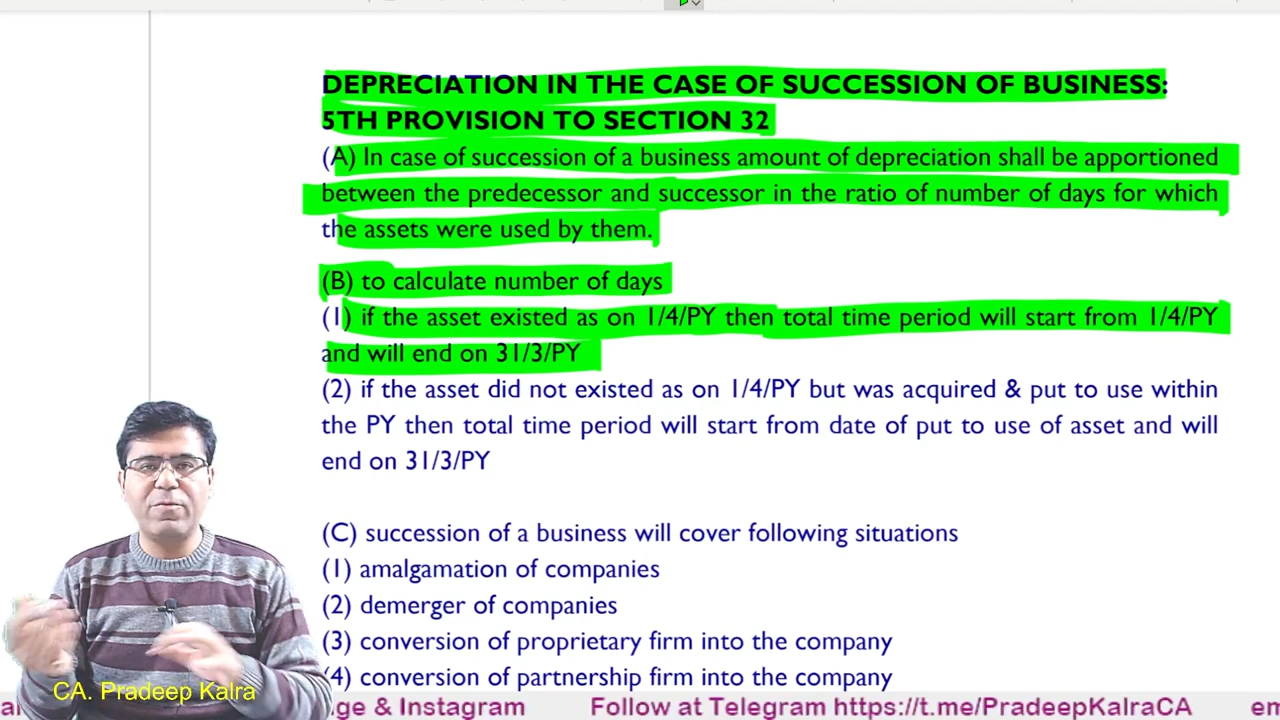 DEPRECIATION IN THE CASE OF SUCCESSION OF BUSINESS:
5TH PROVISION TO SECTION 32
(A) In case of succession of a business amount of depreciation shall be apportioned
between the predecessor and successor in the ratio of number of days for which
the assets were used by them.
(B) to calculate number of days
(1) if the asset existed as on 1/4/PY then total time period will start from 1/4/PY
and will end on 31/3/PY
(2) if the asset did not existed as on 1/4/PY but was acquired & put to use within
the PY then total time period will start from date of put to use of asset and will
end on 31/3/PY
(C) succession of a business will cover following situations
(1) amalgamation of companies
(2) demerger of companies
(3) conversion of proprietary firm into the company
(4) conversion of partnership firm into the company
CA. Pradeep Kalra
ge & Instagram Follow at Telegram https://t.me/PradeepKalraCA em